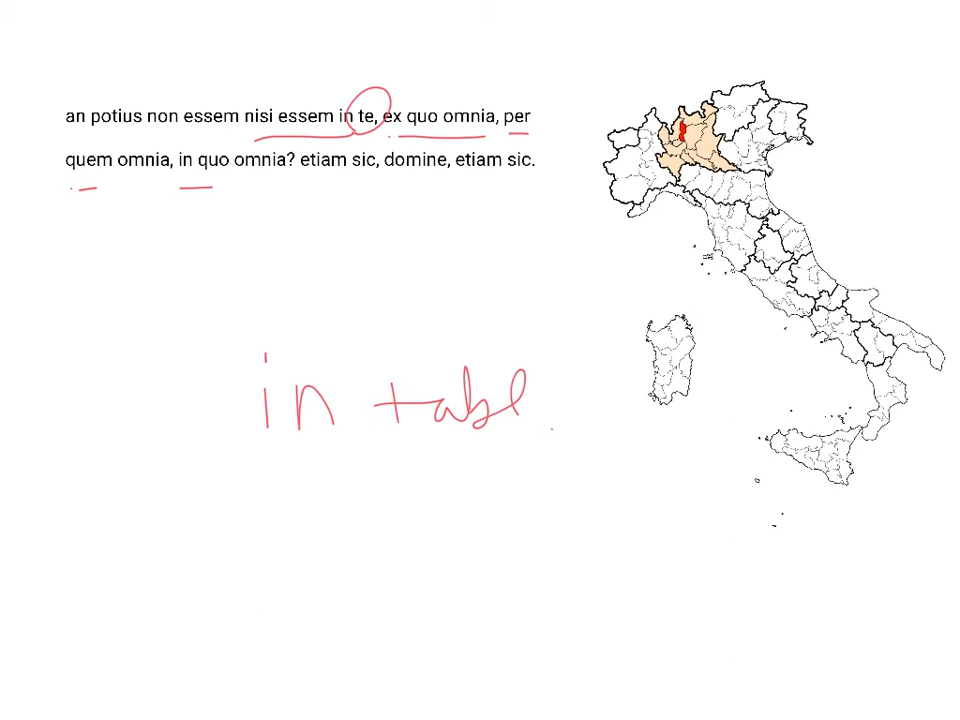 an potius non essem nisi essem in te, ex quo omnia, per
quem omnia, in quo omnia? etiam sic, domine, etiam sic.
in tabl